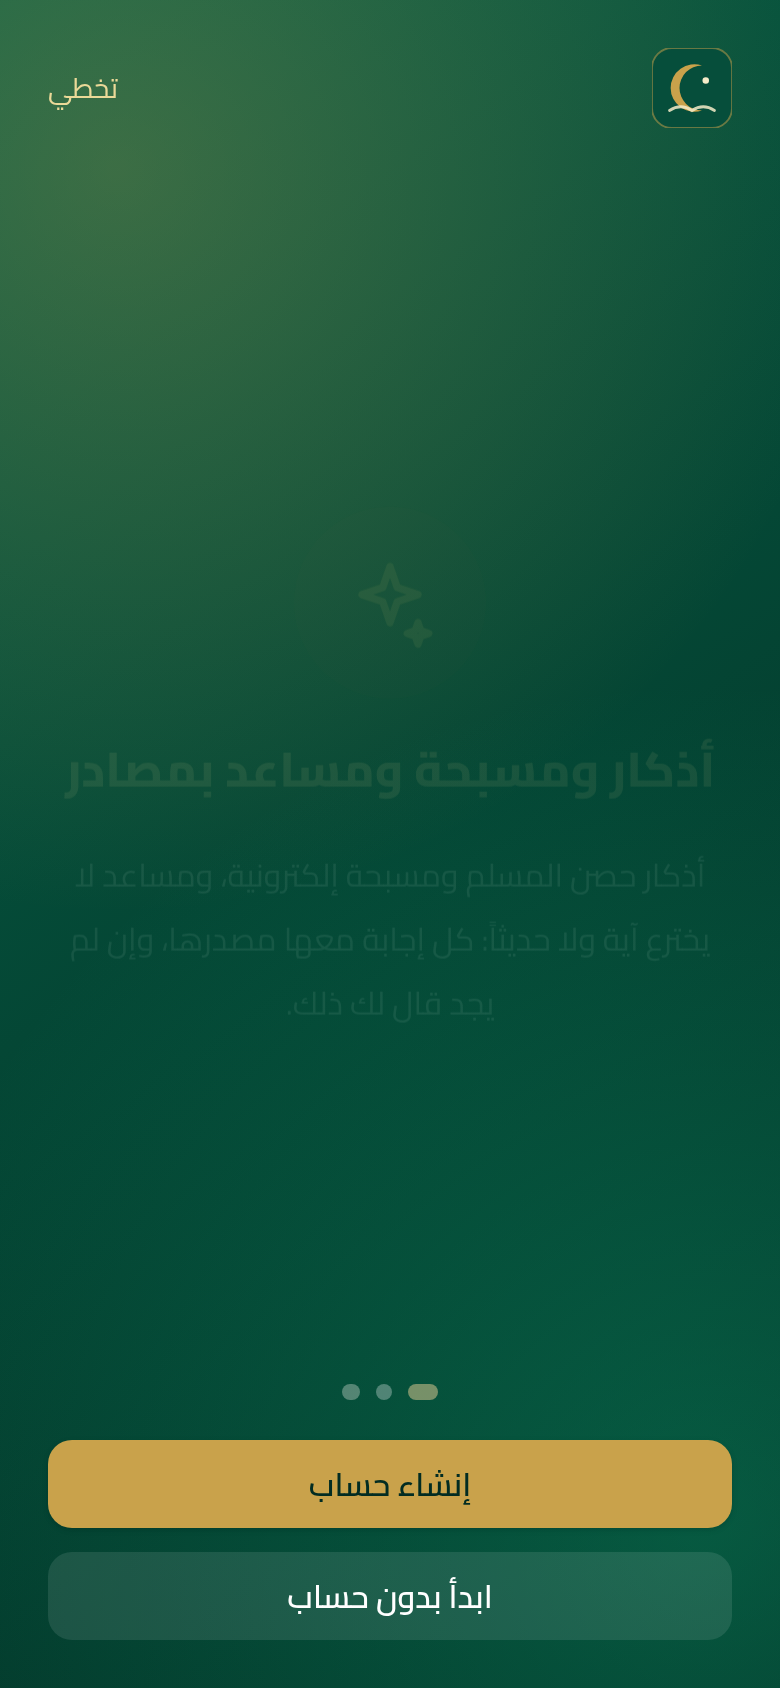 تخطي
أذكار ومسبحة ومساعد بمصادر
أذكار حصن المسلم ومسبحة إلكترونية، ومساعد لا
يخترع آية ولا حديثاً: كل إجابة معها مصدرها، وإن لم
يجد قال لك ذلك.
إنشاء حساب
ابدأ بدون حساب